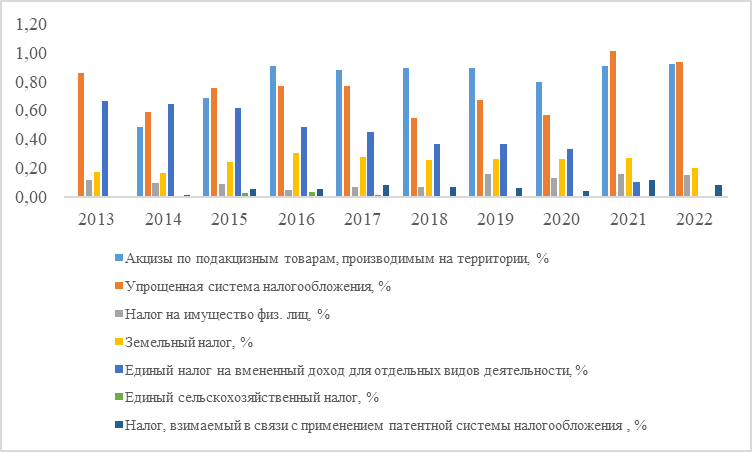 1,20
1,00
0,80
0,60
0,40
0,20
0,00
2013 2014 2015 2016 2017 2018 2019 2020 2021 2022
Акцизы по подакцизным товарам, производимым на территории, %
Упрощенная система налогообложения, %
Налог на имущество физ. лиц, %
Земельный налог, %
Единый налог на вмененный доход для отдельных видов деятельности, %
Единый сельскохозяйственный налог, %
Налог, взимаемый в связи с применением патентной системы налогообложения , %